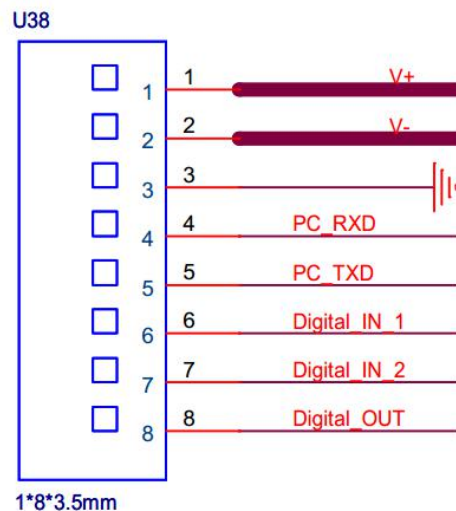 U38
1 1 V+
2 2 V-
3 3
4 4 PC_RXD
5 5 PC_TXD
6 6 Digital_IN_1
7 7 Digital_IN_2
8 8 Digital_OUT
1*8*3.5mm